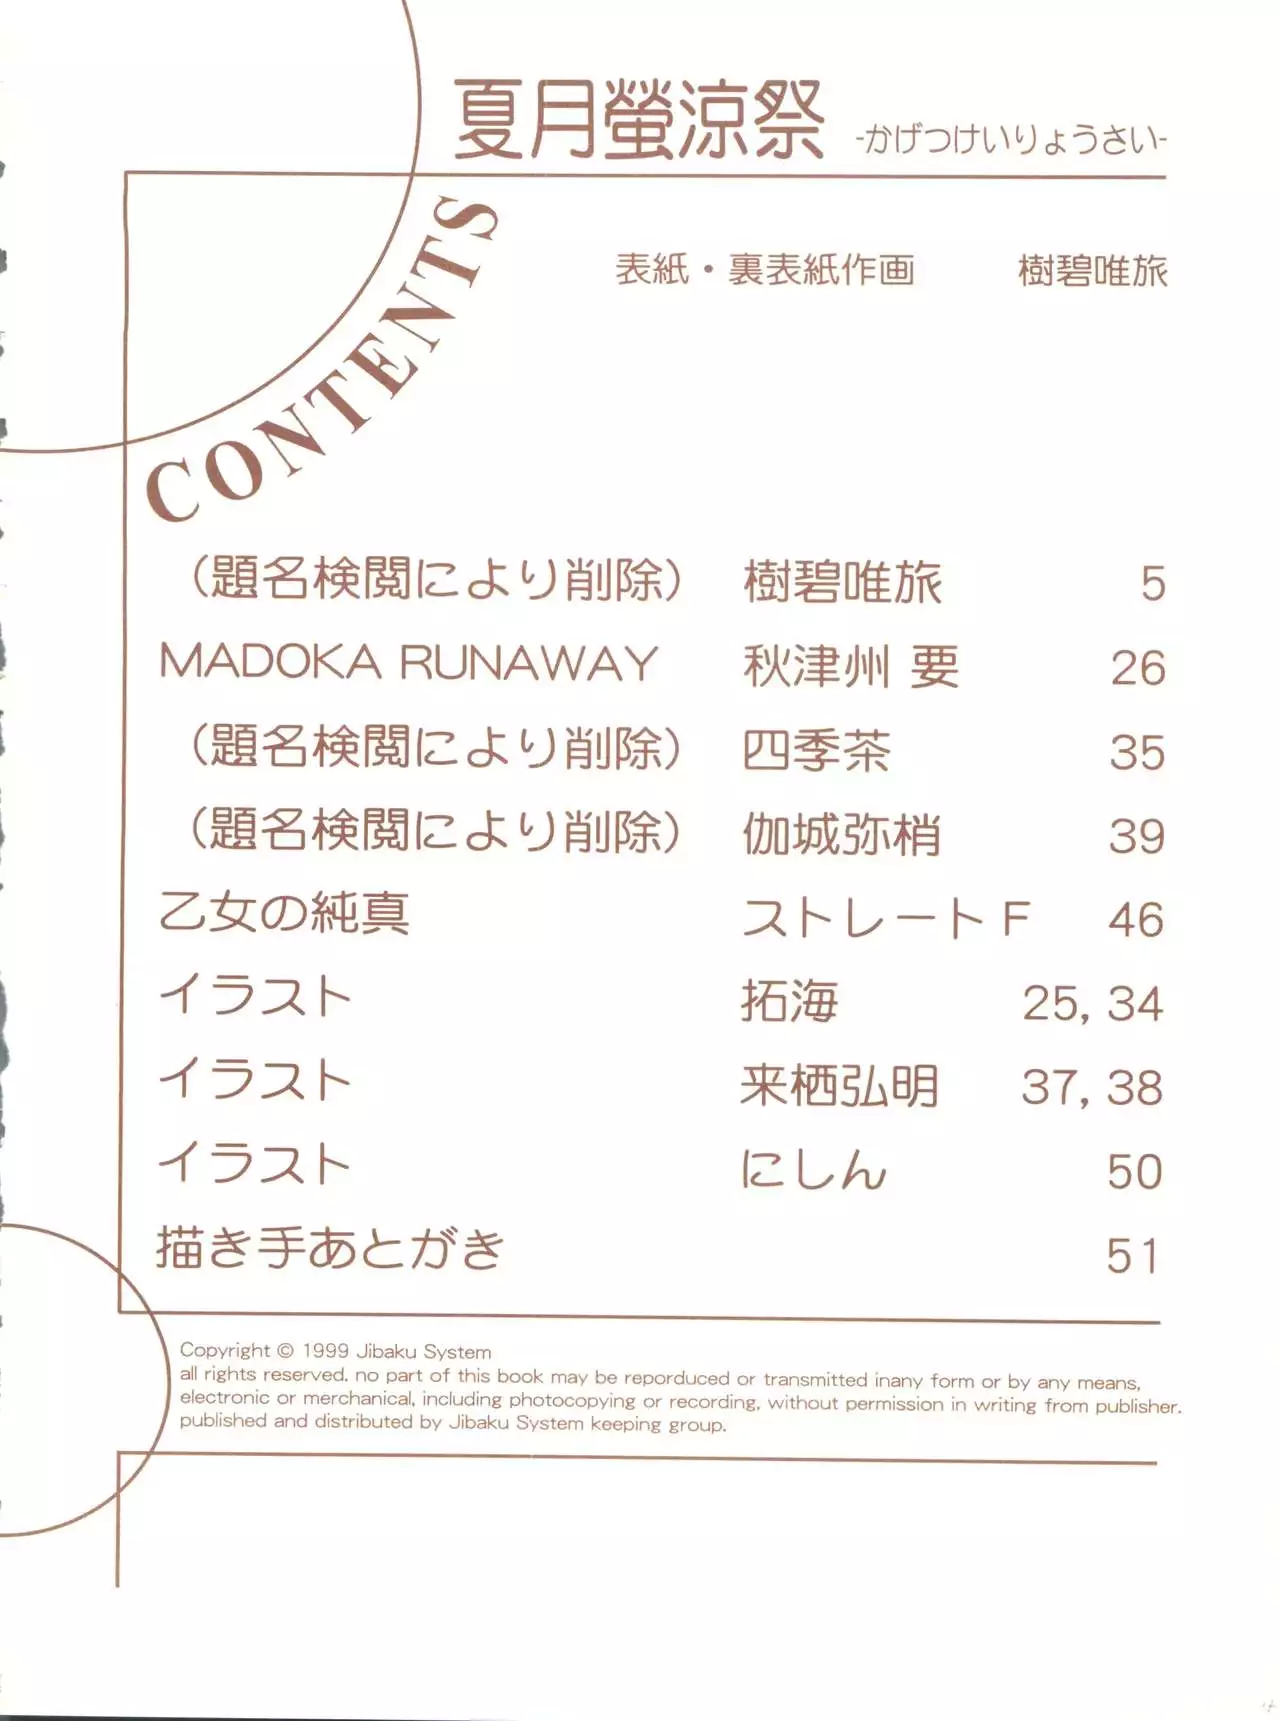 夏月螢涼祭 -かげつけいりょうさい-
CONTENTS
表紙・裏表紙作画 樹碧唯旅
（題名検閲により削除） 樹碧唯旅 5
MADOKA RUNAWAY 秋津州 要 26
（題名検閲により削除） 四季茶 35
（題名検閲により削除） 伽城弥梢 39
乙女の純真 ストレートF 46
イラスト 拓海 25, 34
イラスト 来栖弘明 37, 38
イラスト にしん 50
描き手あとがき 51
Copyright © 1999 Jibaku System
all rights reserved. no part of this book may be reporduced or transmitted inany form or by any means,
electronic or merchanical, including photocopying or recording, without permission in writing from publisher.
published and distributed by Jibaku System keeping group.